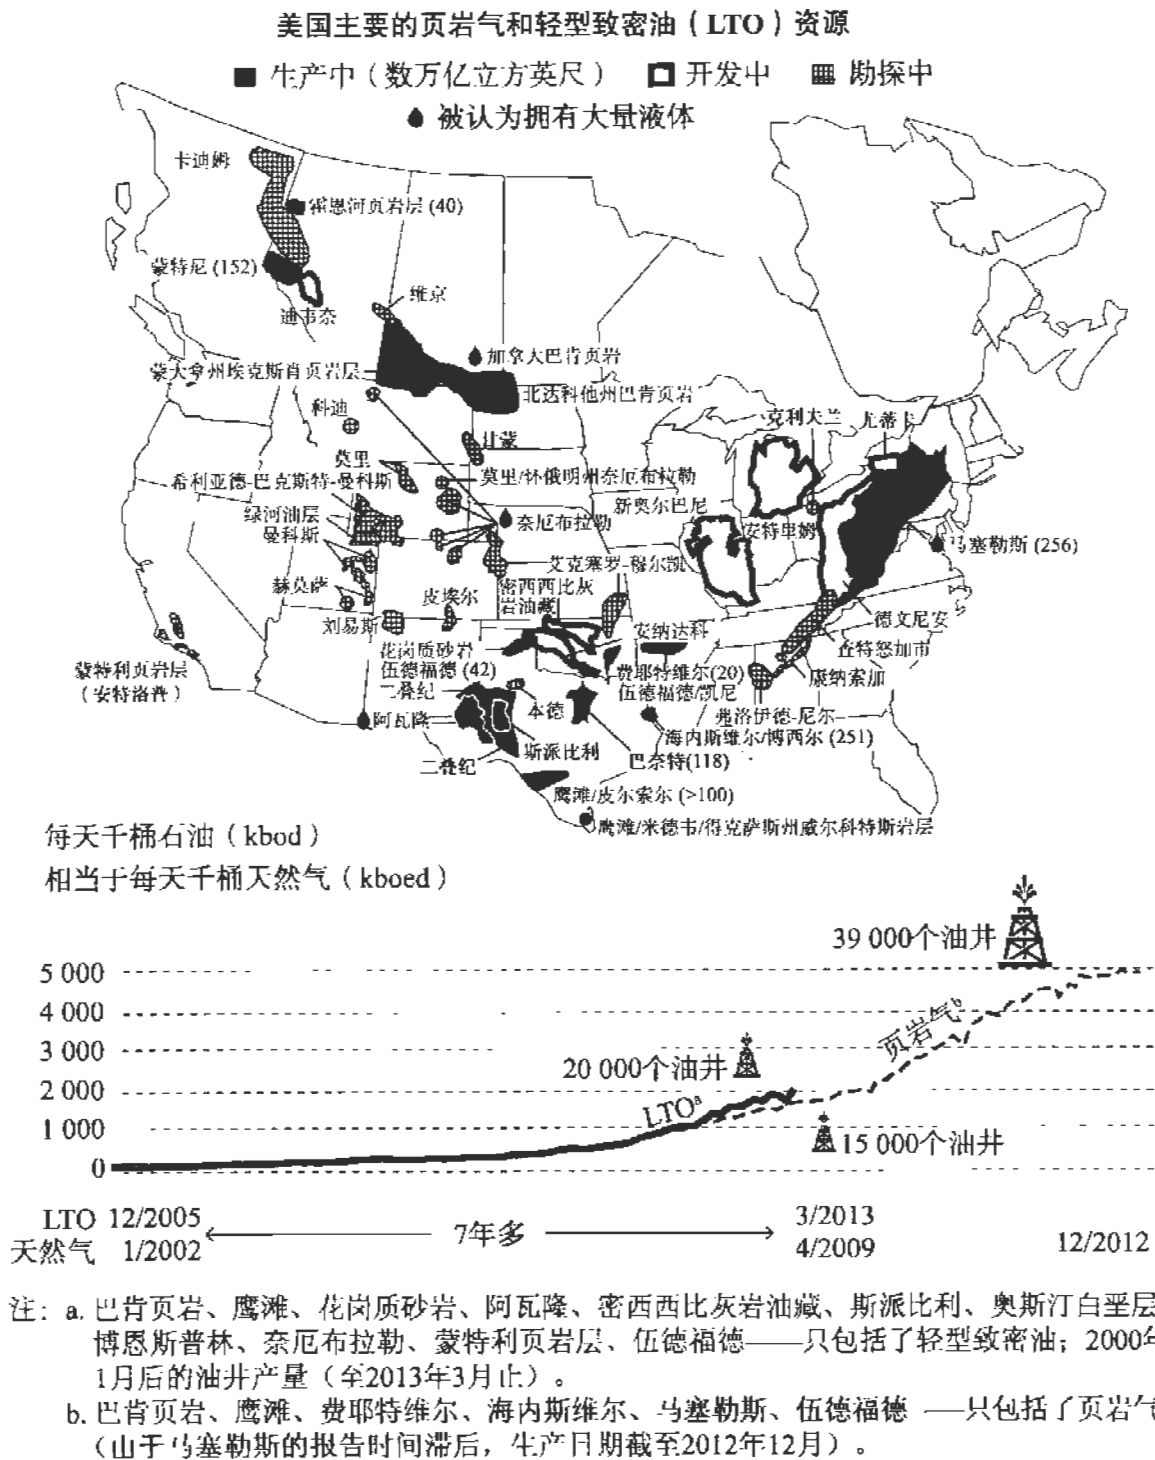 美国主要的页岩气和轻型致密油（LTO）资源
生产中（数万亿立方英尺） 开发中 勘探中
被认为拥有大量液体
卡迪姆
霍恩河页岩层 (40)
蒙特尼 (152)
维京
迪韦奈
加拿大巴肯页岩
蒙大拿州埃克斯肖页岩层
北达科他州巴肯页岩
科迪
克利夫兰
尤蒂卡
廿蒙
莫里
莫里/怀俄明州奈厄布拉勒
希利亚德-巴克斯特-曼科斯
新奥尔巴尼
绿河油层
奈厄布拉勒
安特里姆
曼科斯
马塞勒斯 (256)
艾克塞罗-穆尔凯
赫莫萨
皮埃尔
密西西比灰
岩油藏
刘易斯
安纳达科
德文尼安
花岗质砂岩
查特怒加市
蒙特利页岩层
（安特洛普）
伍德福德 (42)
费耶特维尔 (20)
康纳索加
二叠纪
伍德福德/凯尼
本德
阿瓦隆
弗洛伊德-尼尔
海内斯维尔/博西尔 (251)
斯派比利
二叠纪
巴奈特(118)
鹰滩/皮尔索尔 (>100)
鹰滩/米德韦/得克萨斯州威尔科特斯岩层
每天千桶石油（kbod）
相当于每天千桶天然气（kboed）
39 000个油井
5 000
4 000
页岩气b
3 000
20 000个油井
2 000
LTOa
1 000
15 000个油井
0
LTO 12/2005
7年多
3/2013
天然气 1/2002
4/2009
12/2012
注：a. 巴肯页岩、鹰滩、花岗质砂岩、阿瓦隆、密西西比灰岩油藏、斯派比利、奥斯汀白垩层
博恩斯普林、奈厄布拉勒、蒙特利页岩层、伍德福德——只包括了轻型致密油；2000年
1月后的油井产量（至2013年3月止）。
b. 巴肯页岩、鹰滩、费耶特维尔、海内斯维尔、马塞勒斯、伍德福德——只包括了页岩气
（由于马塞勒斯的报告时间滞后，生产日期截至2012年12月）。